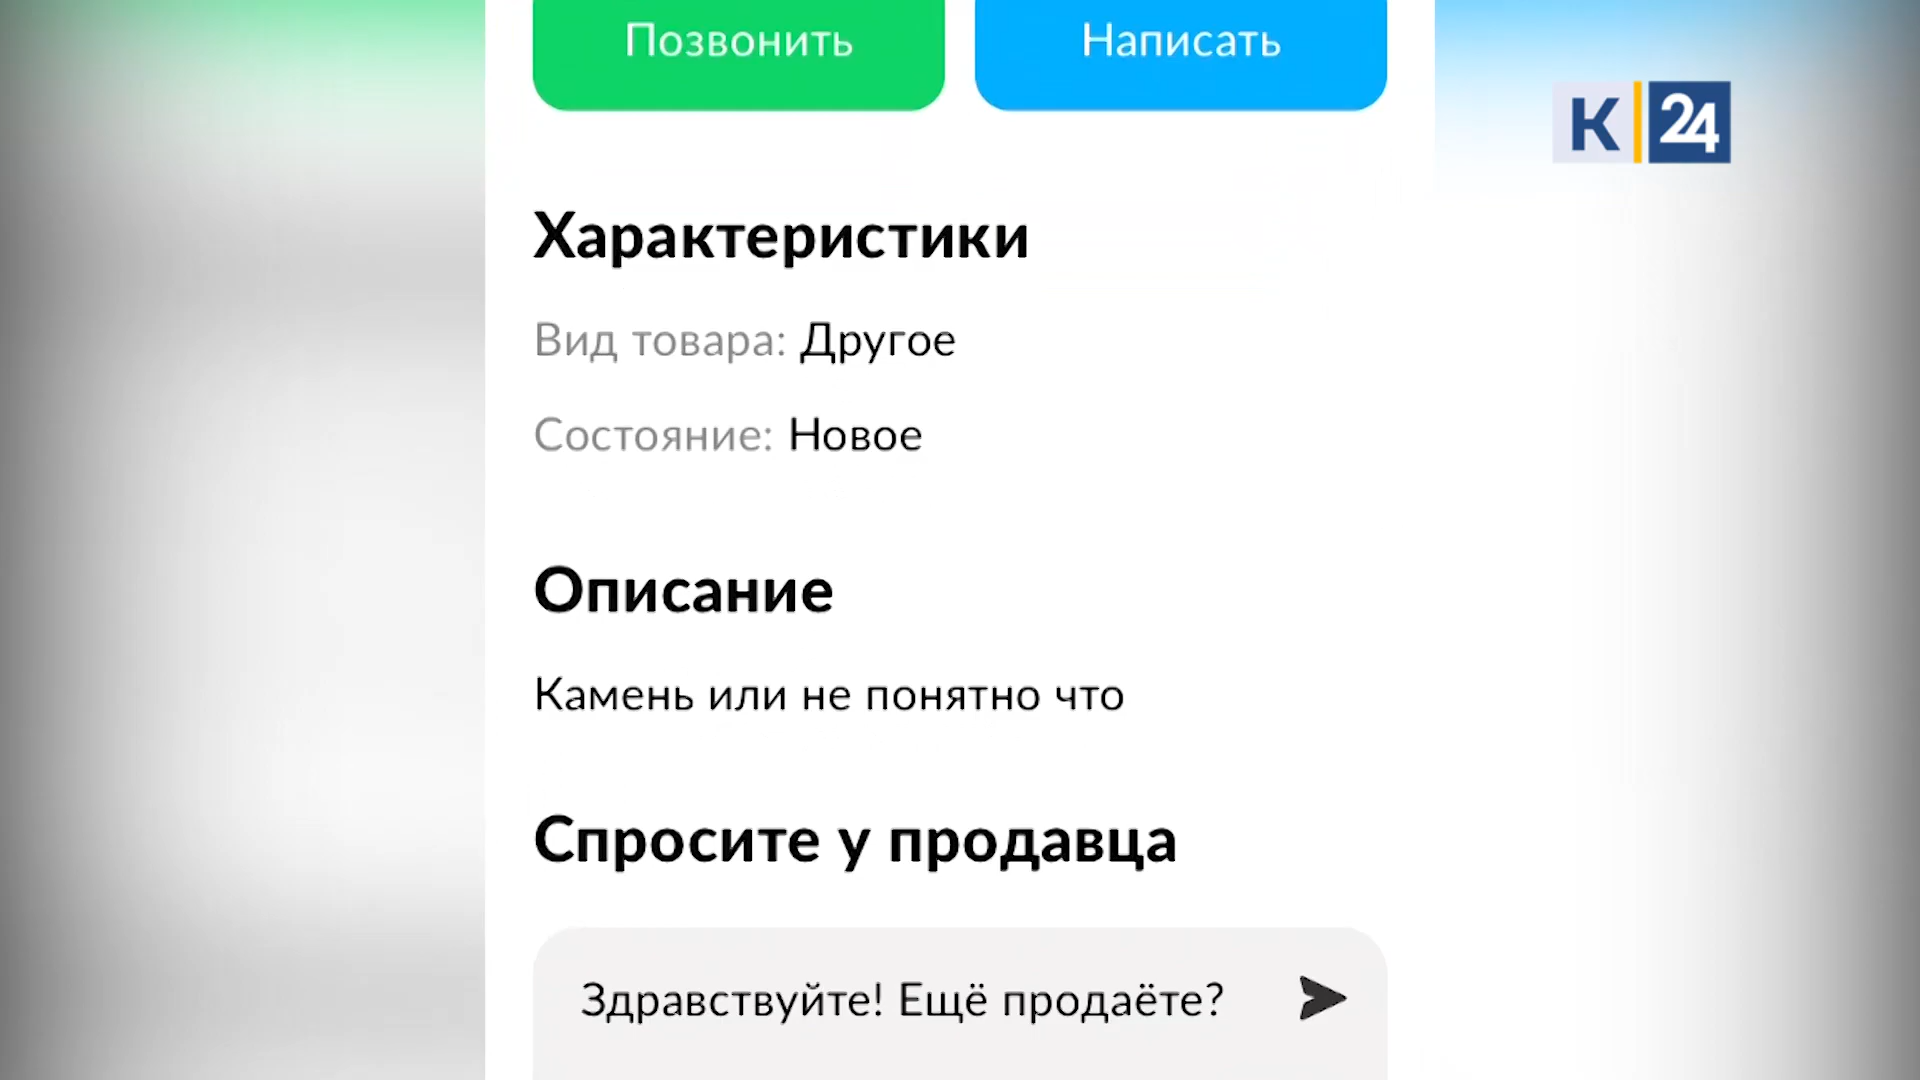 Позвонить
Написать
К 24
Характеристики
Вид товара: Другое
Состояние: Новое
Описание
Камень или не понятно что
Спросите у продавца
Здравствуйте! Ещё продаёте?